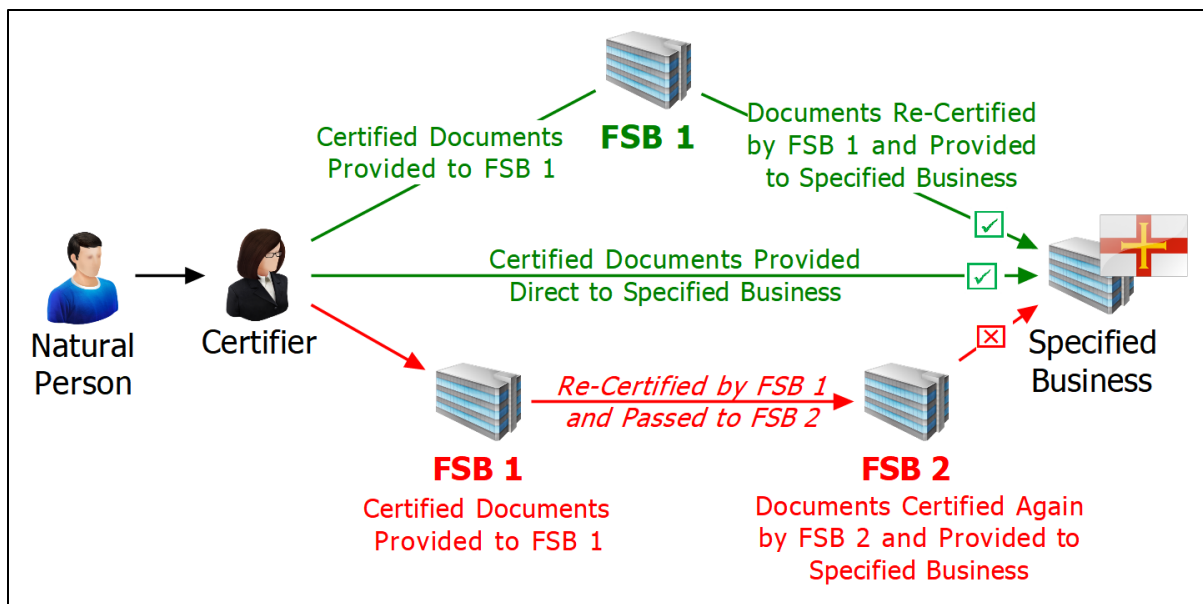 FSB 1
Certified Documents
Provided to FSB 1
Documents Re-Certified
by FSB 1 and Provided
to Specified Business
Certified Documents Provided
Direct to Specified Business
Natural
Person
Certifier
Specified
Business
Re-Certified by FSB 1
and Passed to FSB 2
FSB 1
Certified Documents
Provided to FSB 1
FSB 2
Documents Certified Again
by FSB 2 and Provided to
Specified Business